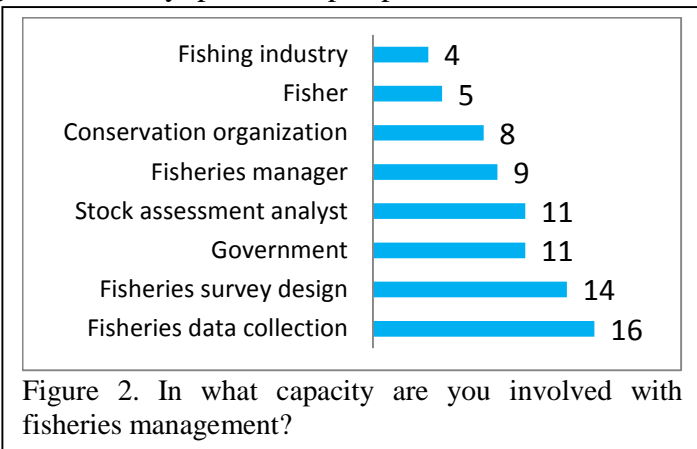 Fishing industry 4
Fisher 5
Conservation organization 8
Fisheries manager 9
Stock assessment analyst 11
Government 11
Fisheries survey design 14
Fisheries data collection 16
Figure 2. In what capacity are you involved with
fisheries management?